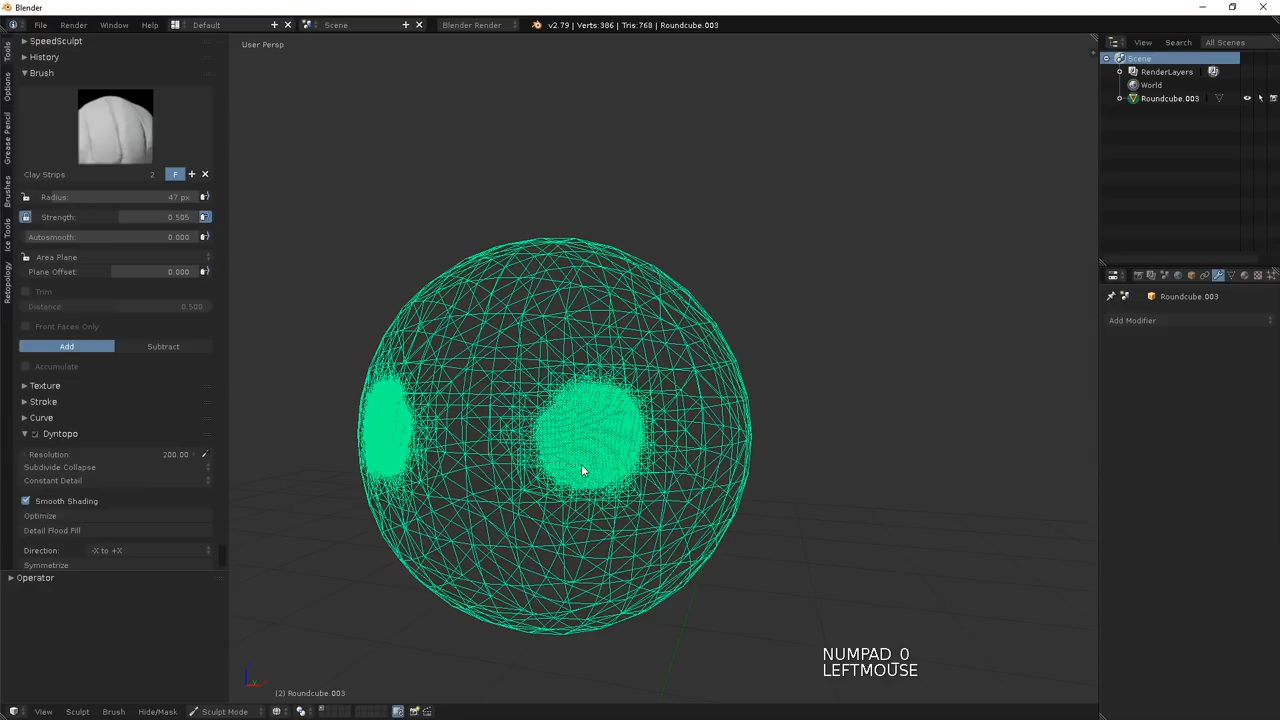 Blender
File Render Window Help Default Scene Blender Render v2.79 | Verts:386 | Tris:768 | Roundcube.003
SpeedSculpt
History
Brush
Clay Strips 2 F
Radius: 47 px
Strength: 0.505
Autosmooth: 0.000
Area Plane
Plane Offset: 0.000
Trim
Distance: 0.500
Front Faces Only
Add Subtract
Accumulate
Texture
Stroke
Curve
Dyntopo
Resolution: 200.00
Subdivide Collapse
Constant Detail
Smooth Shading
Optimize
Detail Flood Fill
Direction: -X to +X
Symmetrize
Operator
Tools
Options
Grease Pencil
Brushes
Ice Tools
Retopology
User Persp
NUMPAD_0
LEFTMOUSE
(2) Roundcube.003
View Sculpt Brush Hide/Mask Sculpt Mode
View Search All Scenes
Scene
RenderLayers
World
Roundcube.003
Roundcube.003
Add Modifier